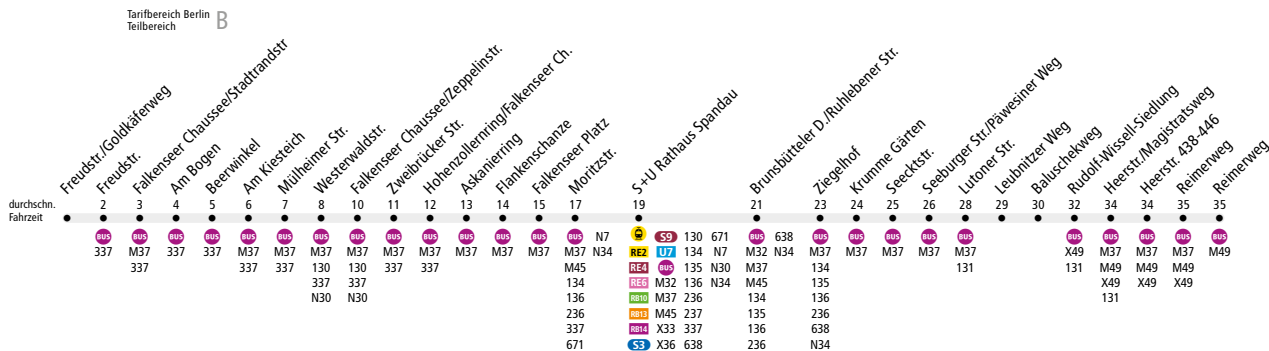 Tarifbereich Berlin B
Teilbereich
Freudstr./Goldkäferweg
Freudstr.
Falkenseer Chaussee/Stadtrandstr
Am Bogen
Beerwinkel
Am Kiesteich
Mülheimer Str.
Westerwaldstr.
Falkenseer Chaussee/Zeppelinstr.
Zweibrücker Str.
Hohenzollernring/Falkenseer Ch.
Askanierring
Flankenschanze
Falkenseer Platz
Moritzstr.
S+U Rathaus Spandau
Brunsbütteler D./Ruhlebener Str.
Ziegelhof
Krumme Gärten
Seecktstr.
Seeburger Str./Päwesiner Weg
Lutoner Str.
Leubnitzer Weg
Baluschekweg
Rudolf-Wissell-Siedlung
Heerstr./Magistratsweg
Heerstr. 438-446
Reimerweg
Reimerweg
durchschn. 2 3 4 5 6 7 8 10 11 12 13 14 15 17 19 21 23 24 25 26 28 29 30 32 34 34 35 35
Fahrzeit
BUS BUS BUS BUS BUS BUS BUS BUS BUS BUS BUS BUS BUS BUS N7 S9 130 671 BUS 638 BUS BUS BUS BUS BUS BUS BUS BUS BUS BUS
337 M37 337 337 M37 M37 M37 M37 M37 M37 M37 M37 M37 M37 N34 RE2 U7 134 N7 M32 N34 M37 M37 M37 M37 M37 X49 M37 M37 M37 M49
337 337 337 130 130 337 337 M45 RE4 BUS 135 N30 M37 134 131 131 M49 M49 M49
337 337 134 RE6 M32 136 N34 M45 135 X49 X49 X49
N30 N30 136 RB10 M37 236 134 136 131
236 RB13 M45 237 135 236
337 RB14 X33 337 136 638
671 S3 X36 638 236 N34